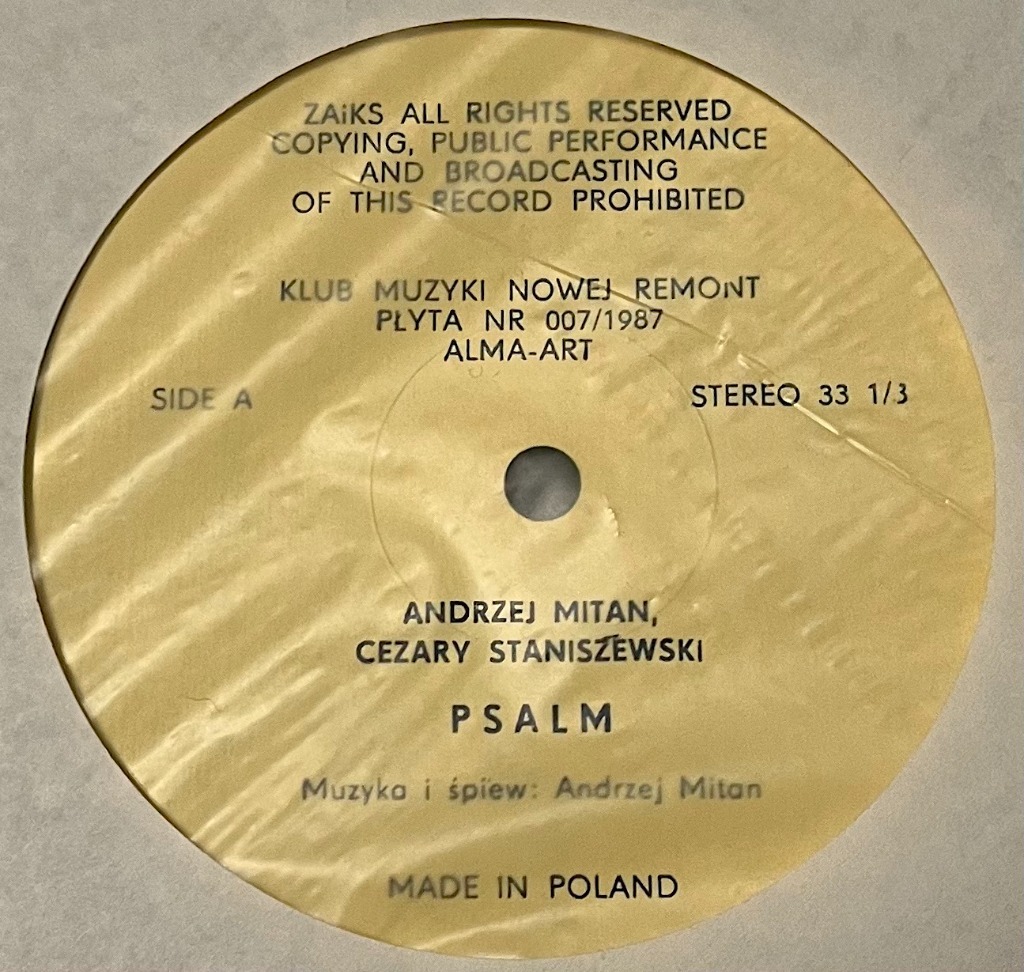 ZAiKS ALL RIGHTS RESERVED
COPYING, PUBLIC PERFORMANCE
AND BROADCASTING
OF THIS RECORD PROHIBITED
KLUB MUZYKI NOWEJ REMONT
PŁYTA NR 007/1987
ALMA-ART
SIDE A
STEREO 33 1/3
ANDRZEJ MITAN,
CEZARY STANISZEWSKI
PSALM
Muzyka i śpiew: Andrzej Mitan
MADE IN POLAND